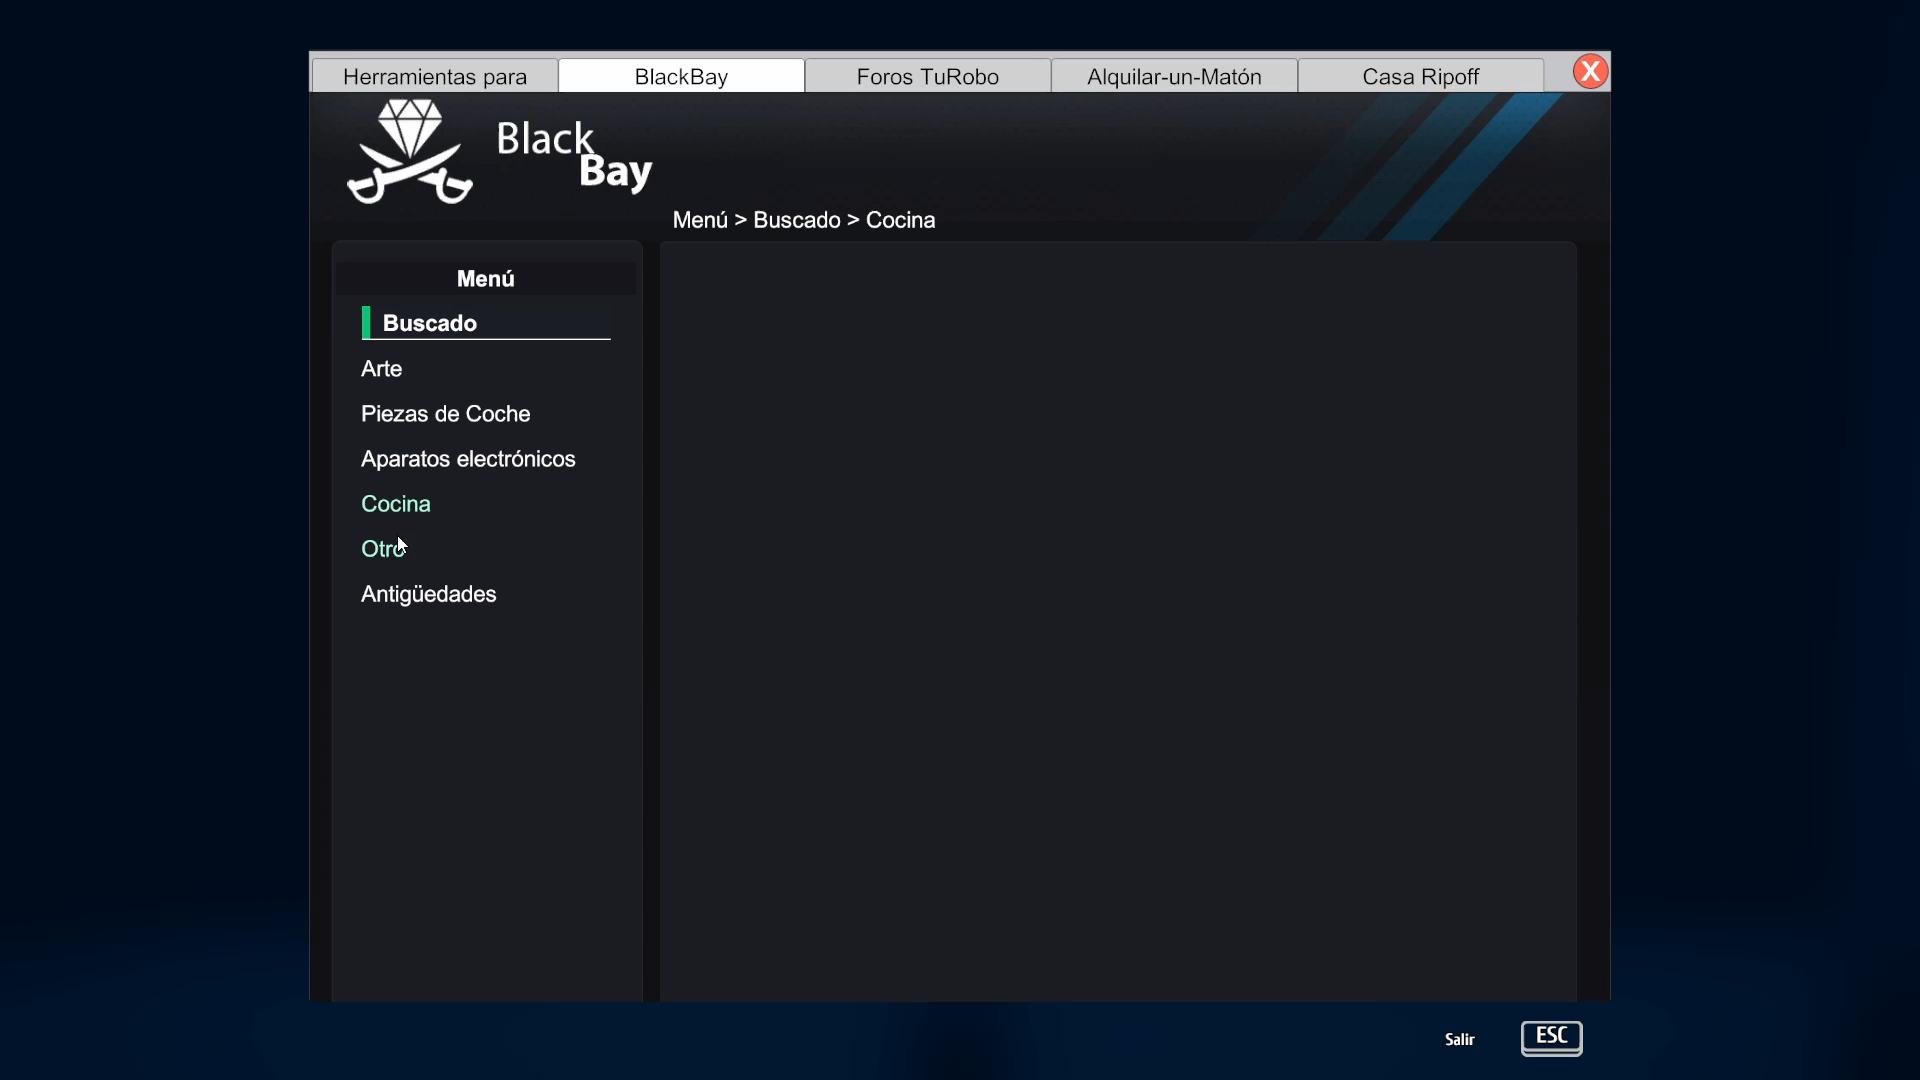 Herramientas para
BlackBay
Foros TuRobo
Alquilar-un-Matón
Casa Ripoff
X
Black
Bay
Menú > Buscado > Cocina
Menú
Buscado
Arte
Piezas de Coche
Aparatos electrónicos
Cocina
Otro
Antigüedades
Salir
ESC